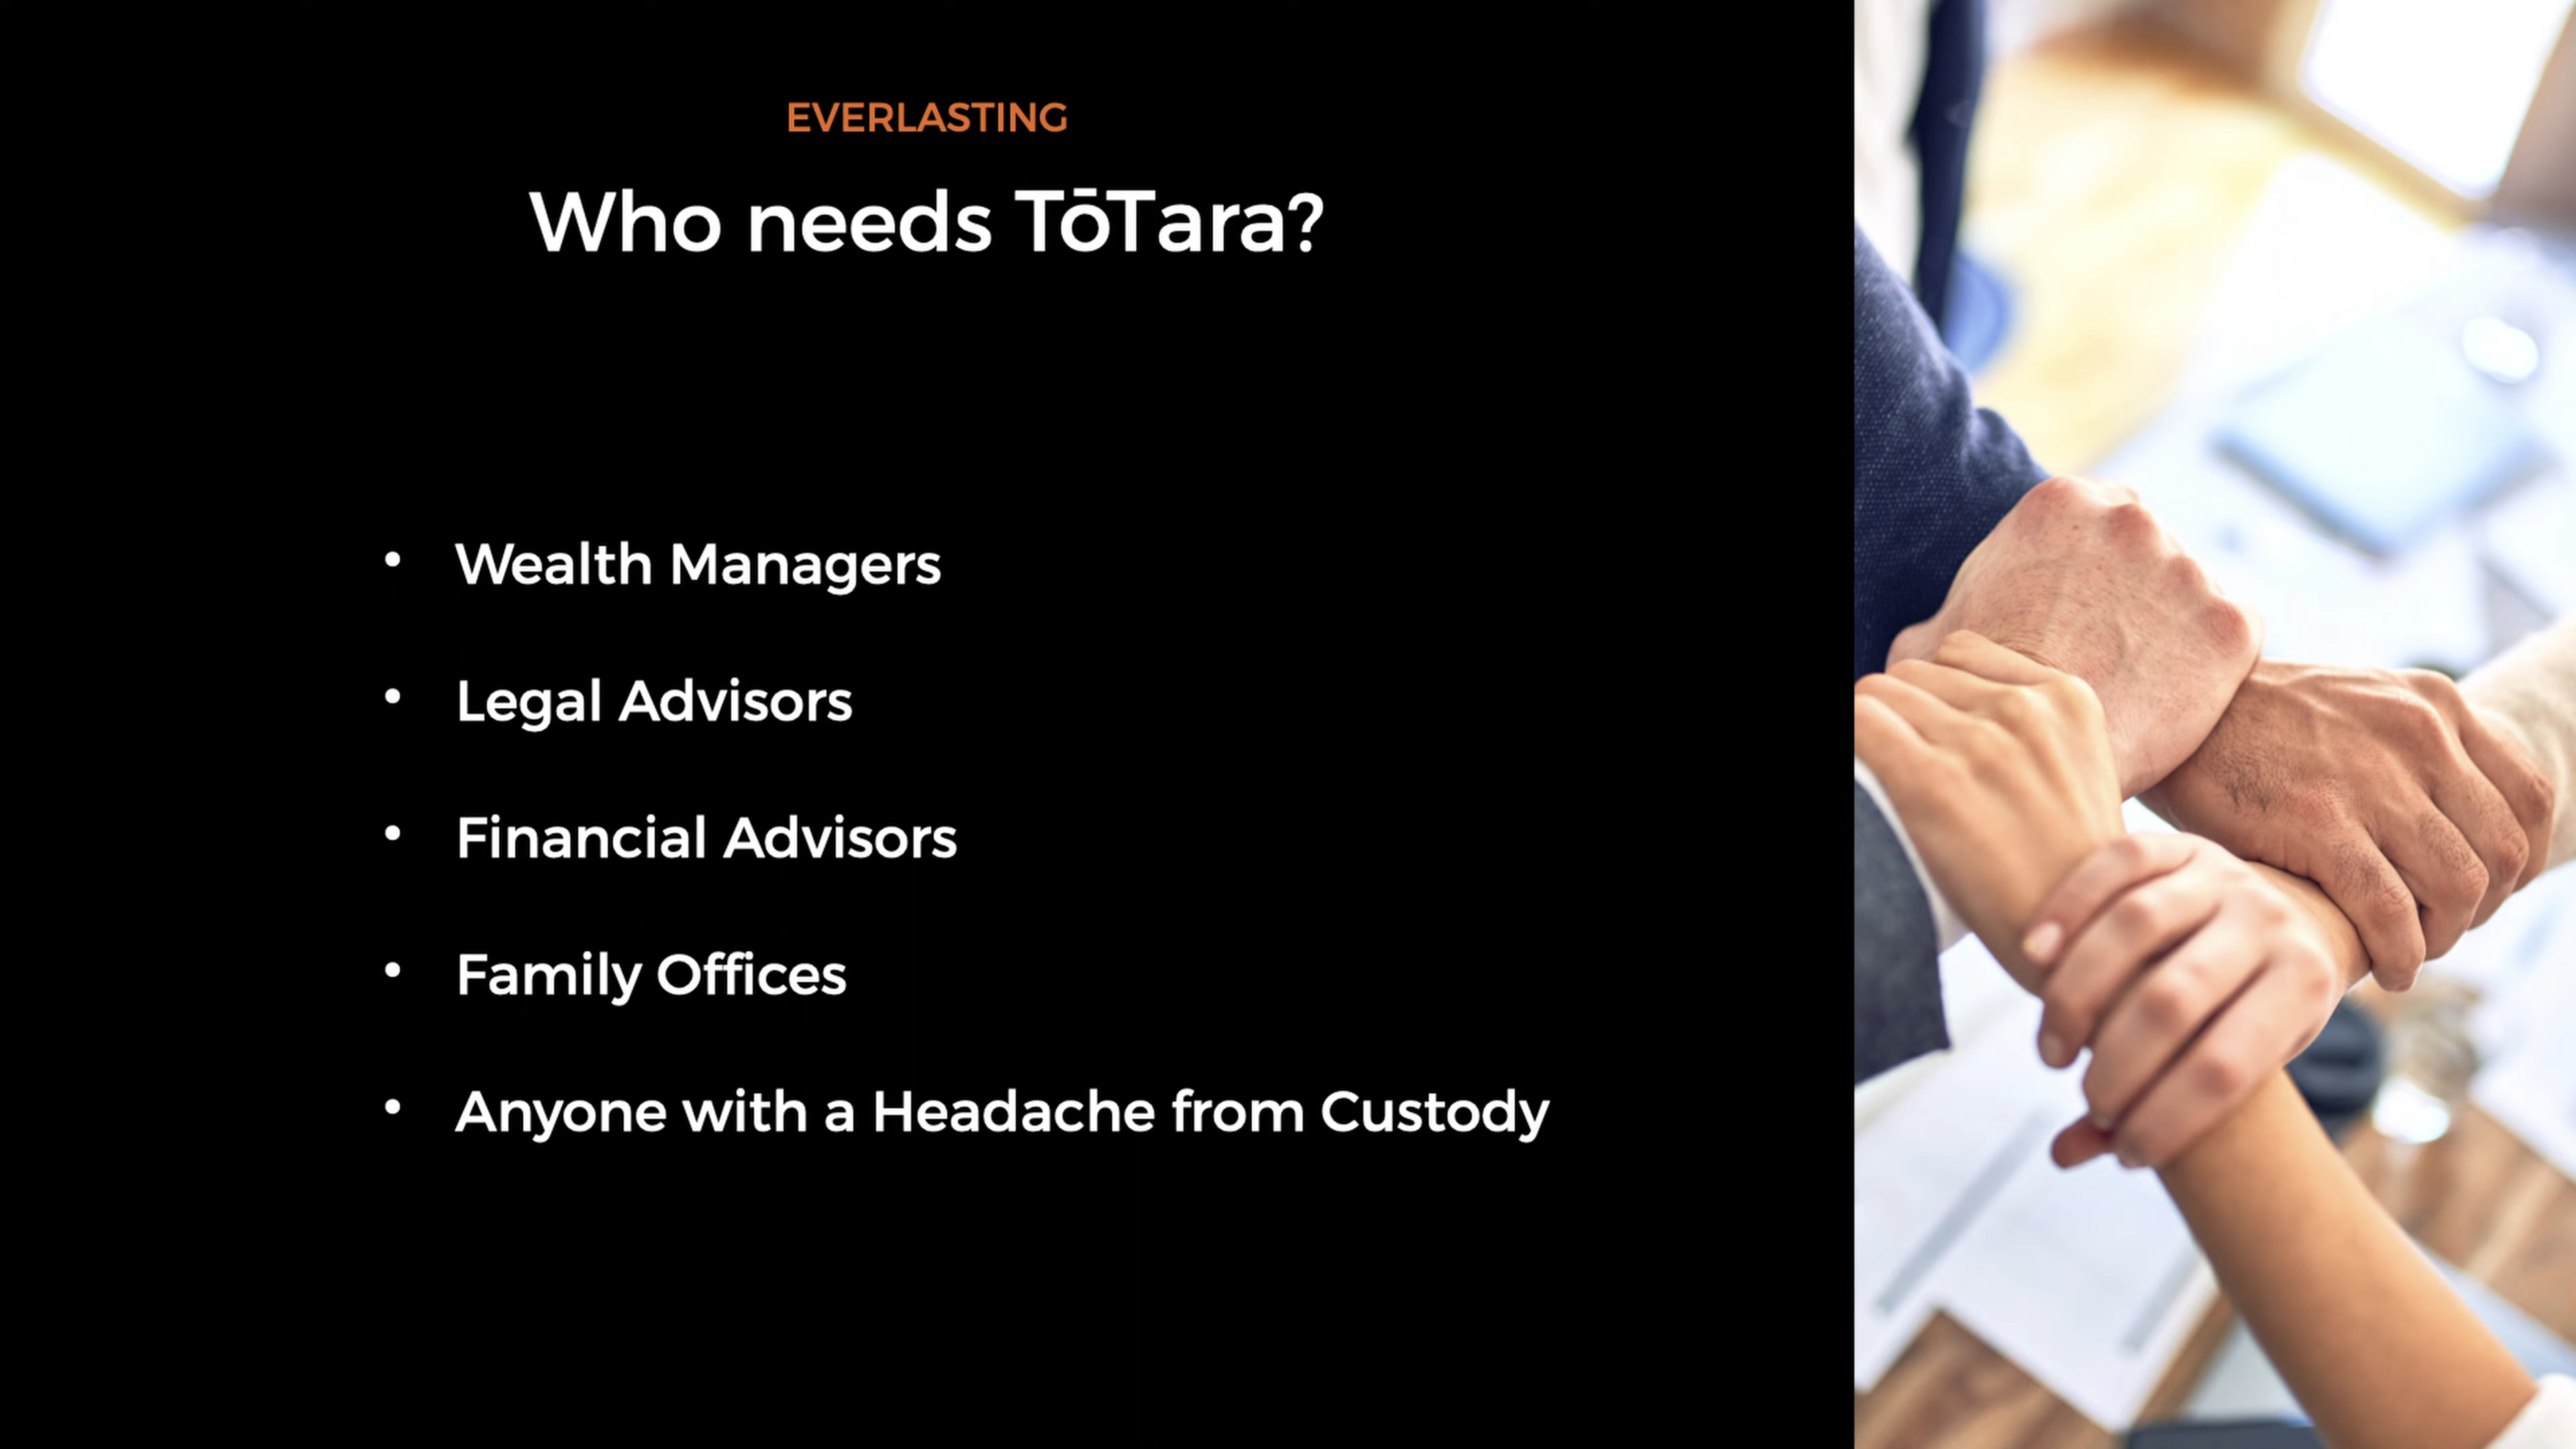 EVERLASTING
Who needs TōTara?
• Wealth Managers
• Legal Advisors
• Financial Advisors
• Family Offices
• Anyone with a Headache from Custody